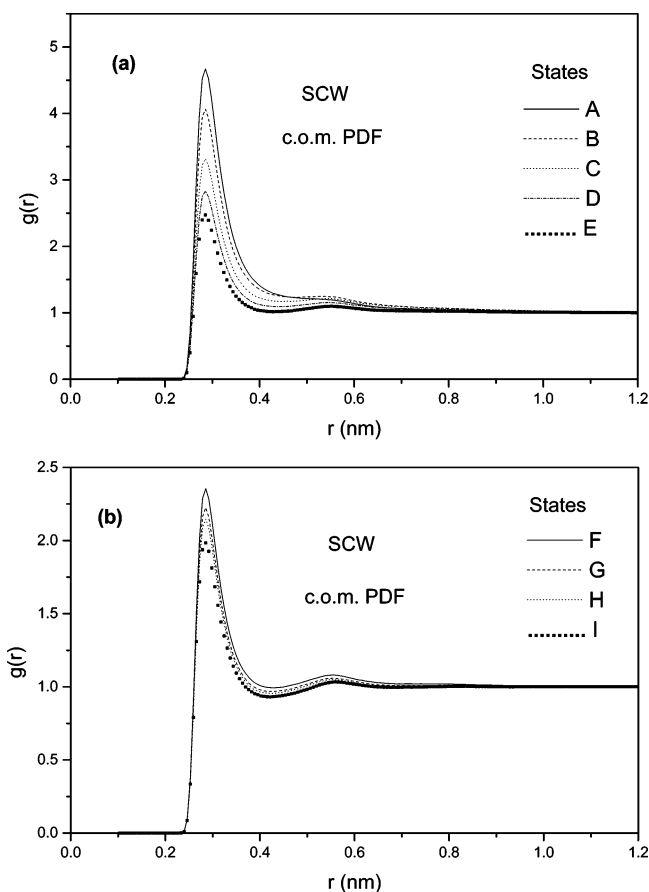 5
(a)
States
SCW
A
4
B
c.o.m. PDF
C
3
D
E
g(r)
2
1
0
0.0 0.2 0.4 0.6 0.8 1.0 1.2
r (nm)
2.5
(b)
States
F
SCW
2.0
G
H
c.o.m. PDF
I
1.5
g(r)
1.0
0.5
0.0
0.0 0.2 0.4 0.6 0.8 1.0 1.2
r (nm)